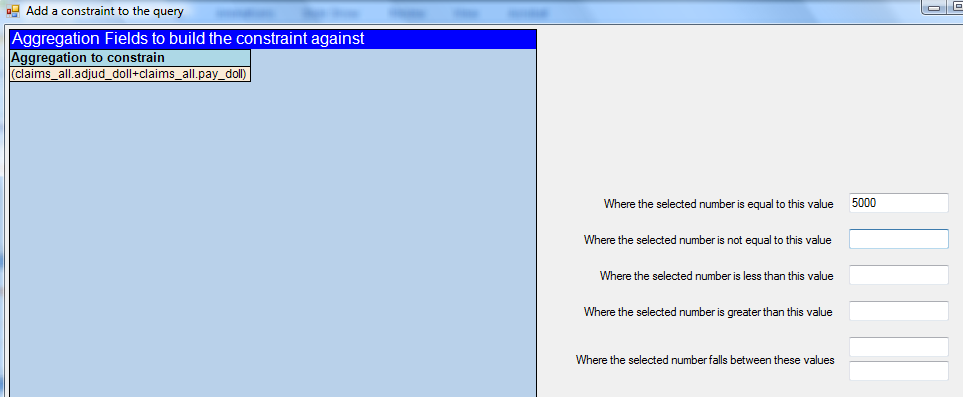 Add a constraint to the query
Aggregation Fields to build the constraint against
Aggregation to constrain
(claims_all.adjud_doll+claims_all.pay_doll)
Where the selected number is equal to this value 5000
Where the selected number is not equal to this value
Where the selected number is less than this value
Where the selected number is greater than this value
Where the selected number falls between these values